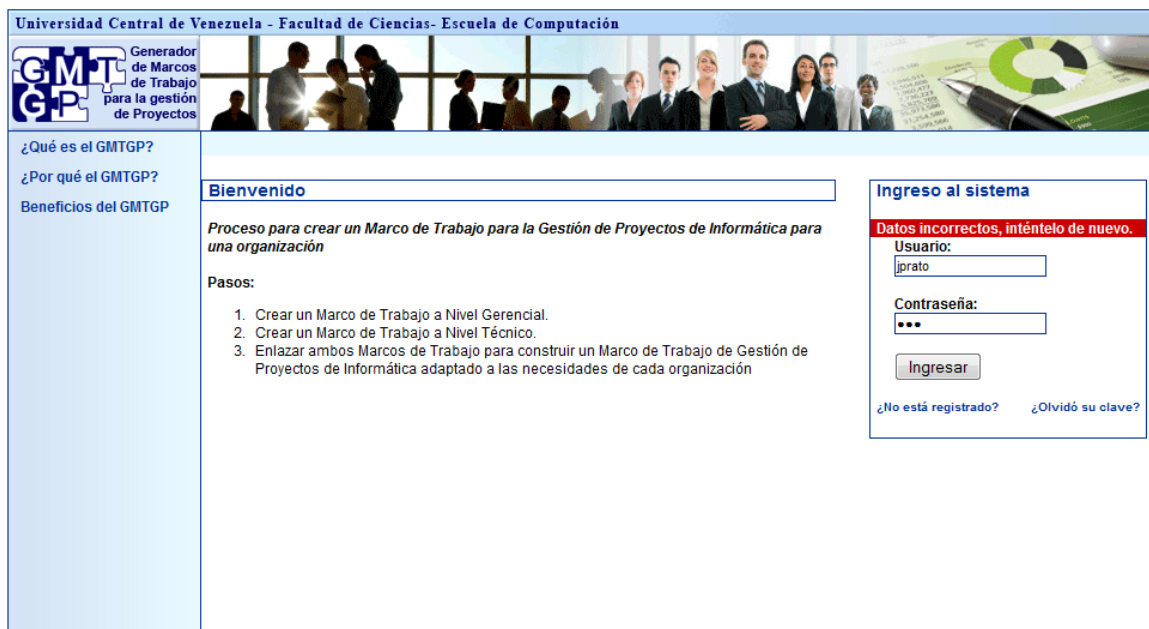 Universidad Central de Venezuela - Facultad de Ciencias- Escuela de Computación
GMT
GP
Generador
de Marcos
de Trabajo
para la gestión
de Proyectos
¿Qué es el GMTGP?
¿Por qué el GMTGP?
Beneficios del GMTGP
Bienvenido
Proceso para crear un Marco de Trabajo para la Gestión de Proyectos de Informática para
una organización
Pasos:
1. Crear un Marco de Trabajo a Nivel Gerencial.
2. Crear un Marco de Trabajo a Nivel Técnico.
3. Enlazar ambos Marcos de Trabajo para construir un Marco de Trabajo de Gestión de
Proyectos de Informática adaptado a las necesidades de cada organización
Ingreso al sistema
Datos incorrectos, inténtelo de nuevo.
Usuario:
jprato
Contraseña:
•••
Ingresar
¿No está registrado? ¿Olvidó su clave?